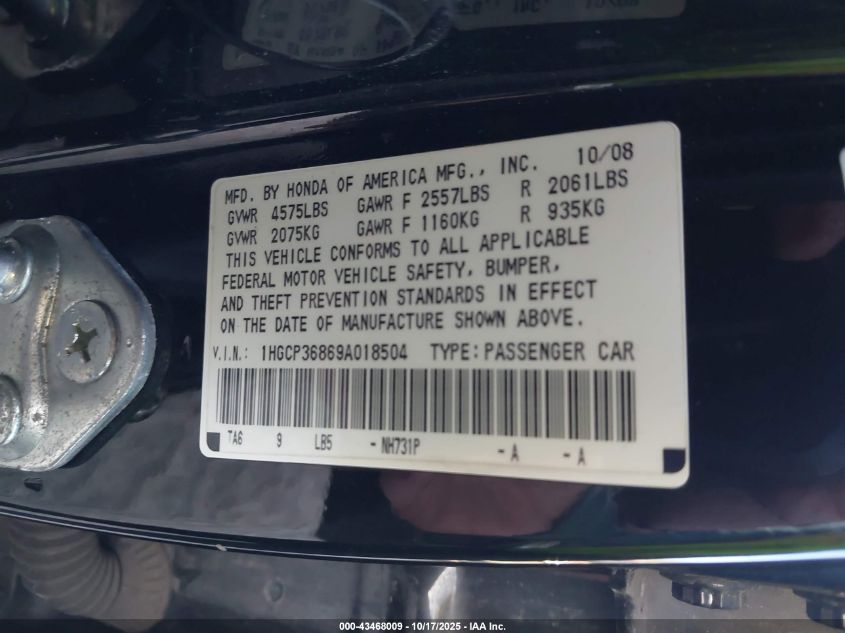 MFD. BY HONDA OF AMERICA MFG., INC. 10/08
GVWR 4575LBS GAWR F 2557LBS R 2061LBS
GVWR 2075KG GAWR F 1160KG R 935KG
THIS VEHICLE CONFORMS TO ALL APPLICABLE
FEDERAL MOTOR VEHICLE SAFETY, BUMPER,
AND THEFT PREVENTION STANDARDS IN EFFECT
ON THE DATE OF MANUFACTURE SHOWN ABOVE.
V.I.N.: 1HGCP36869A018504 TYPE: PASSENGER CAR
TA6 9 LB5 -NH731P -A -A
000-43468009 - 10/17/2025 - IAA Inc.